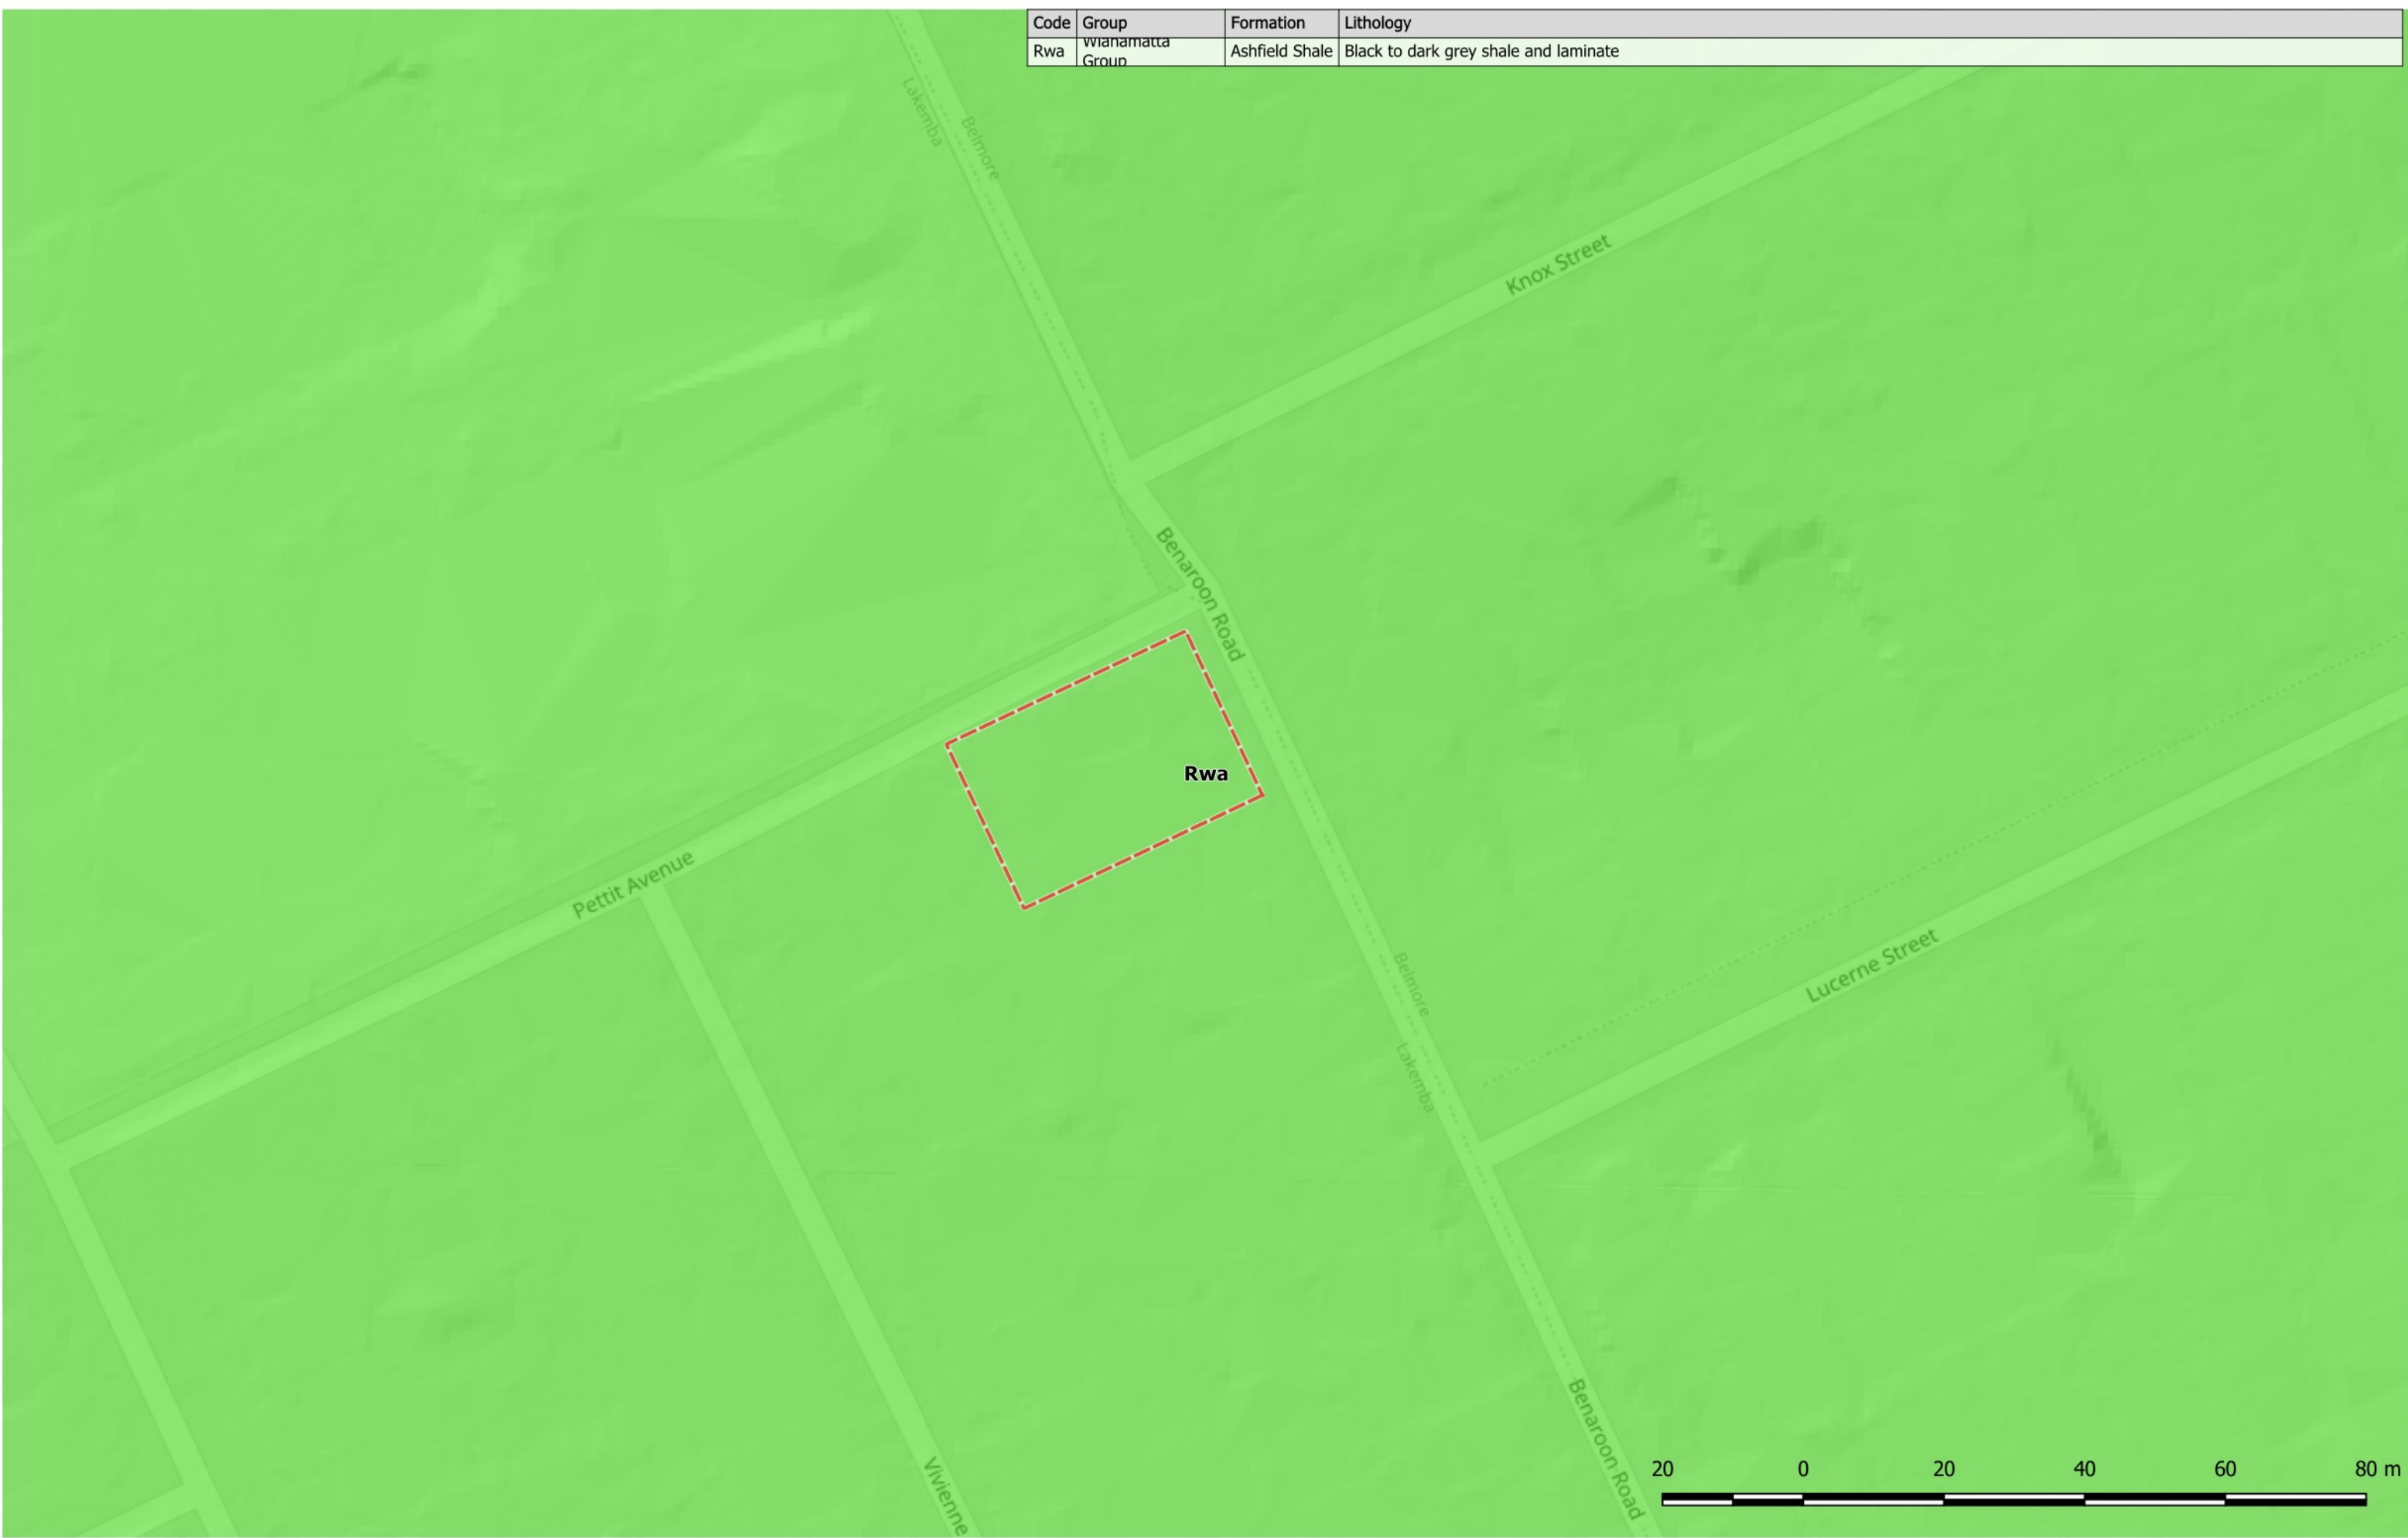 Code Group Formation Lithology
Rwa Wianamatta Group Ashfield Shale Black to dark grey shale and laminate
Lakemba
Belmore
Knox Street
Benaroon Road
Rwa
Pettit Avenue
Belmore
Lucerne Street
Lakemba
Benaroon Road
Vivienne
20 0 20 40 60 80 m